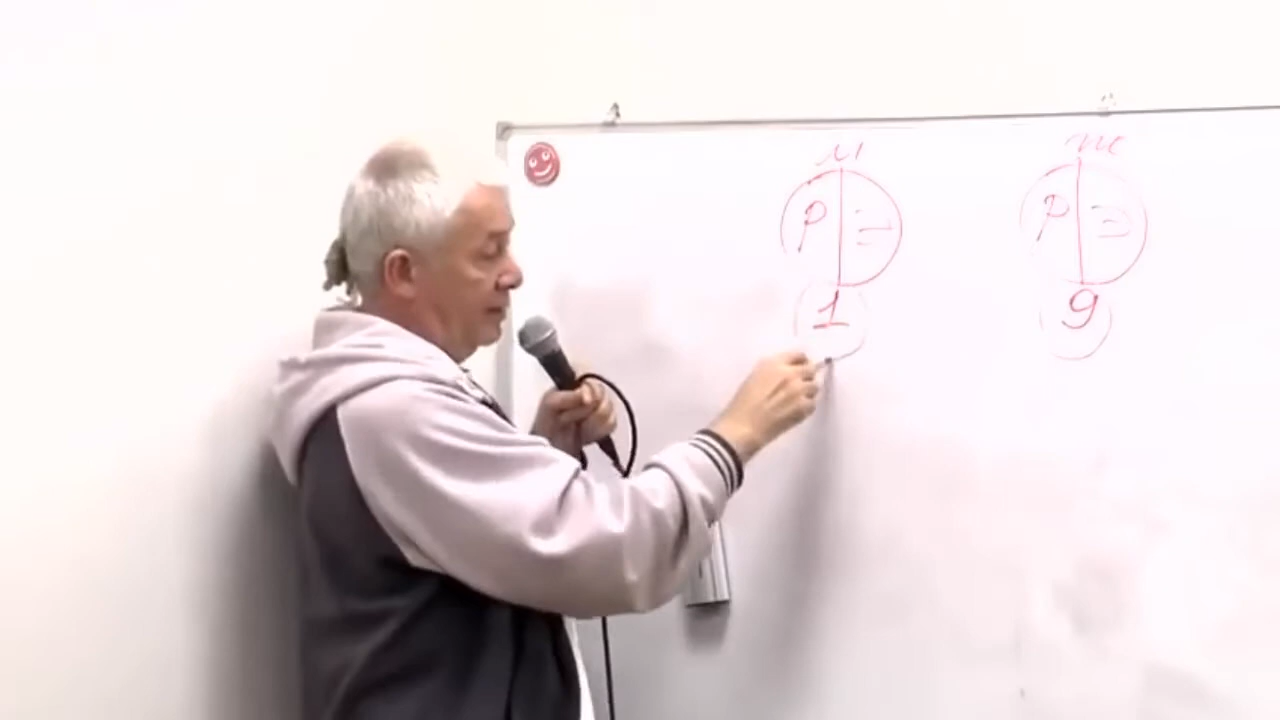 м ж
р = р =
1 9